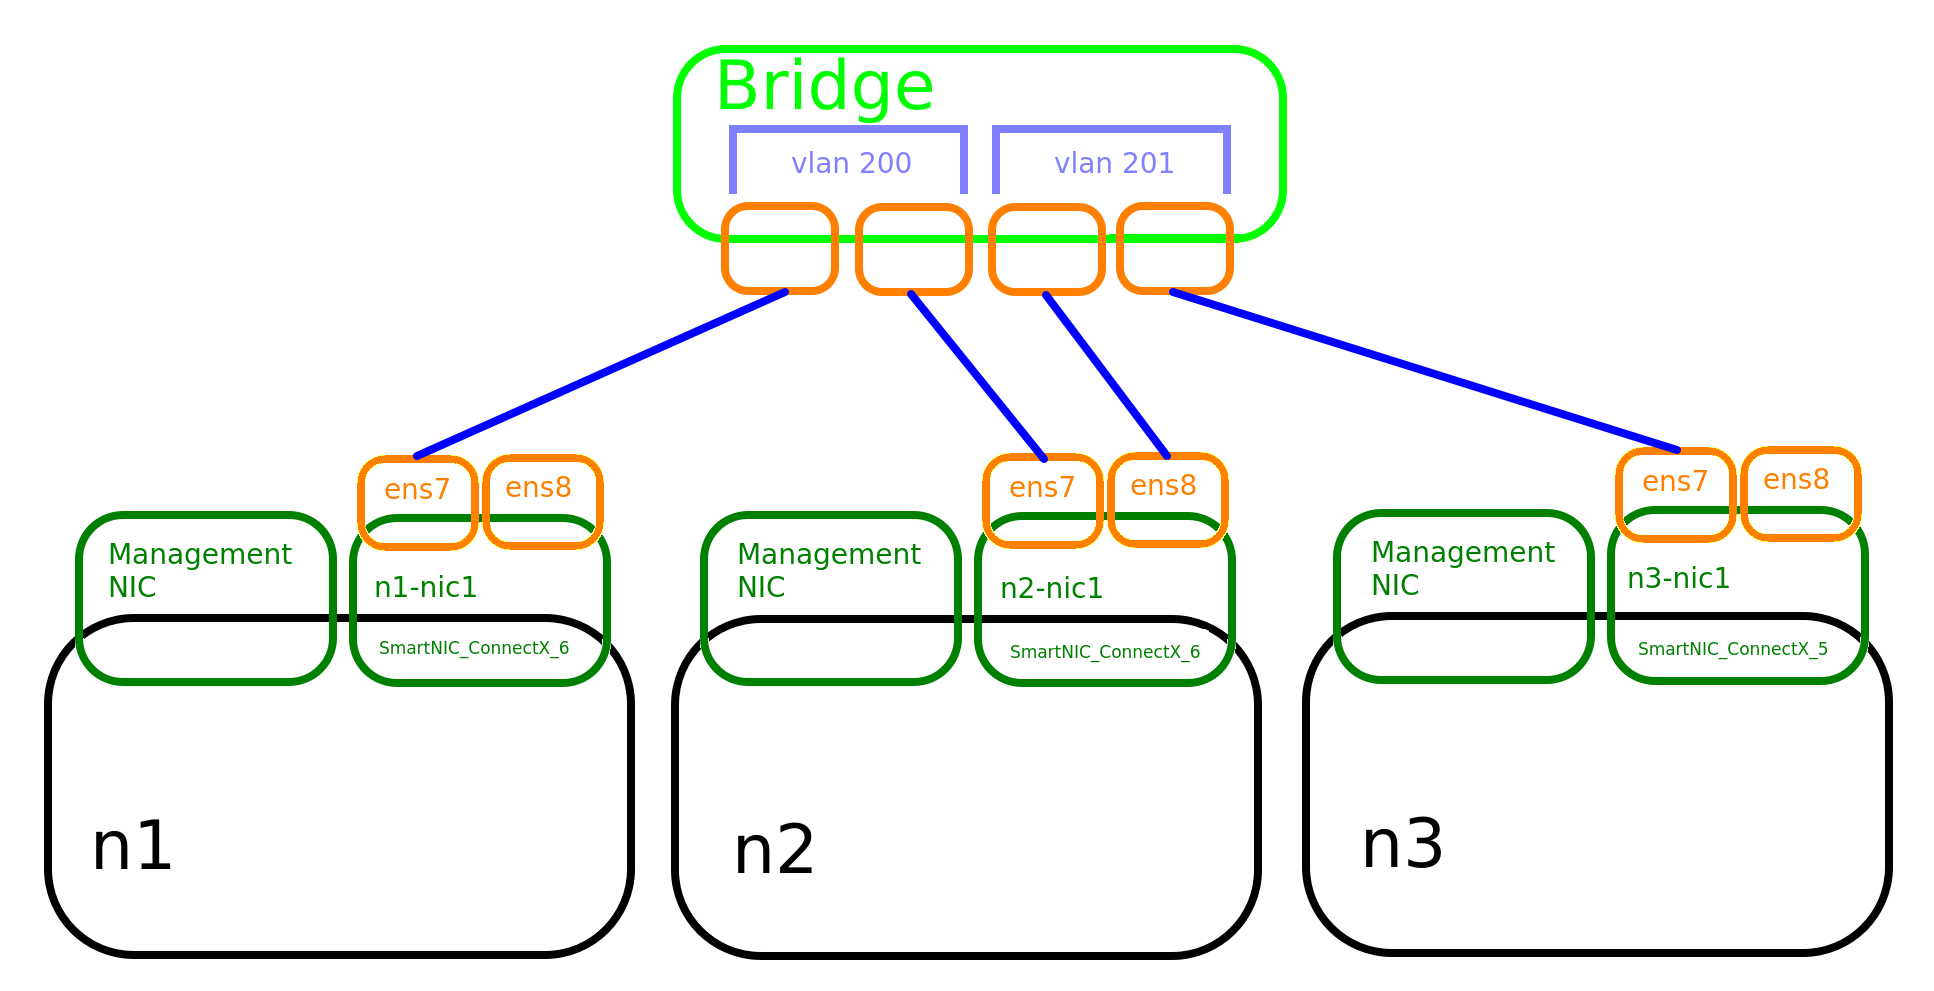 Bridge
vlan 200
vlan 201
ens7
ens8
ens7
ens8
ens7
ens8
Management
NIC
n1-nic1
Management
NIC
n2-nic1
Management
NIC
n3-nic1
SmartNIC_ConnectX_6
SmartNIC_ConnectX_6
SmartNIC_ConnectX_5
n1
n2
n3